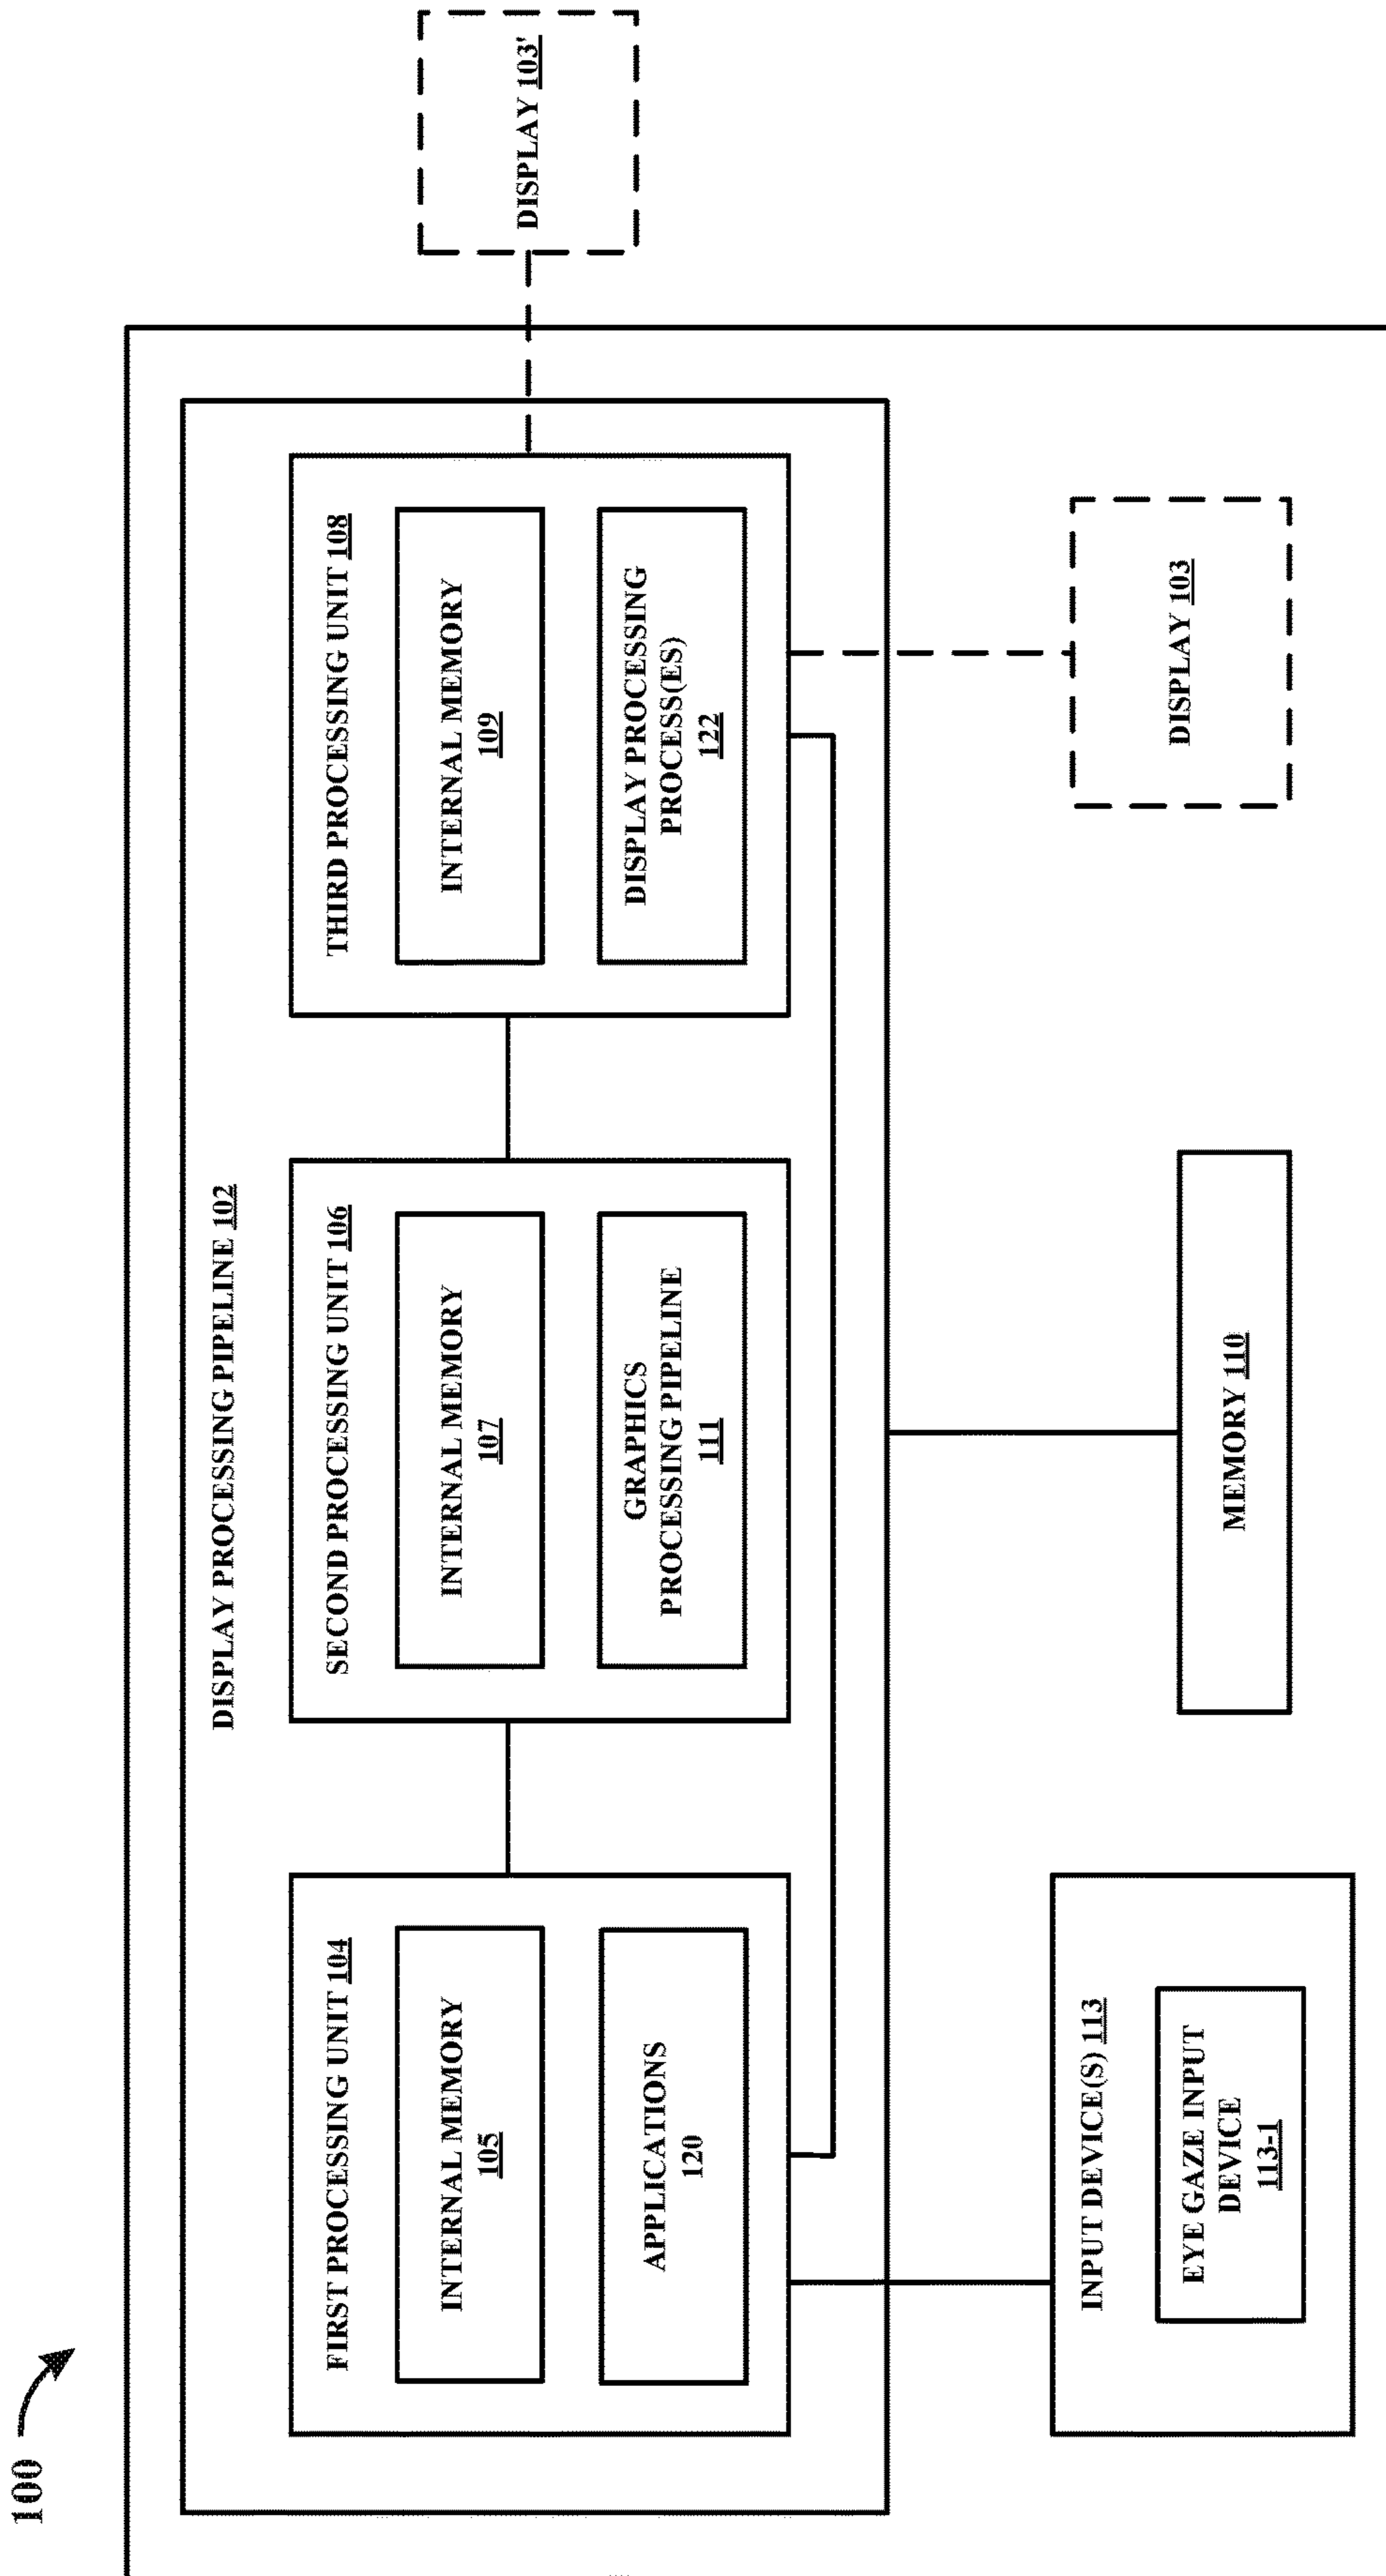 100
DISPLAY PROCESSING PIPELINE 102
FIRST PROCESSING UNIT 104
INTERNAL MEMORY
105
APPLICATIONS
120
SECOND PROCESSING UNIT 106
INTERNAL MEMORY
107
GRAPHICS
PROCESSING PIPELINE
111
THIRD PROCESSING UNIT 108
INTERNAL MEMORY
109
DISPLAY PROCESSING
PROCESS(ES)
122
DISPLAY 103'
INPUT DEVICE(S) 113
EYE GAZE INPUT
DEVICE
113-1
MEMORY 110
DISPLAY 103